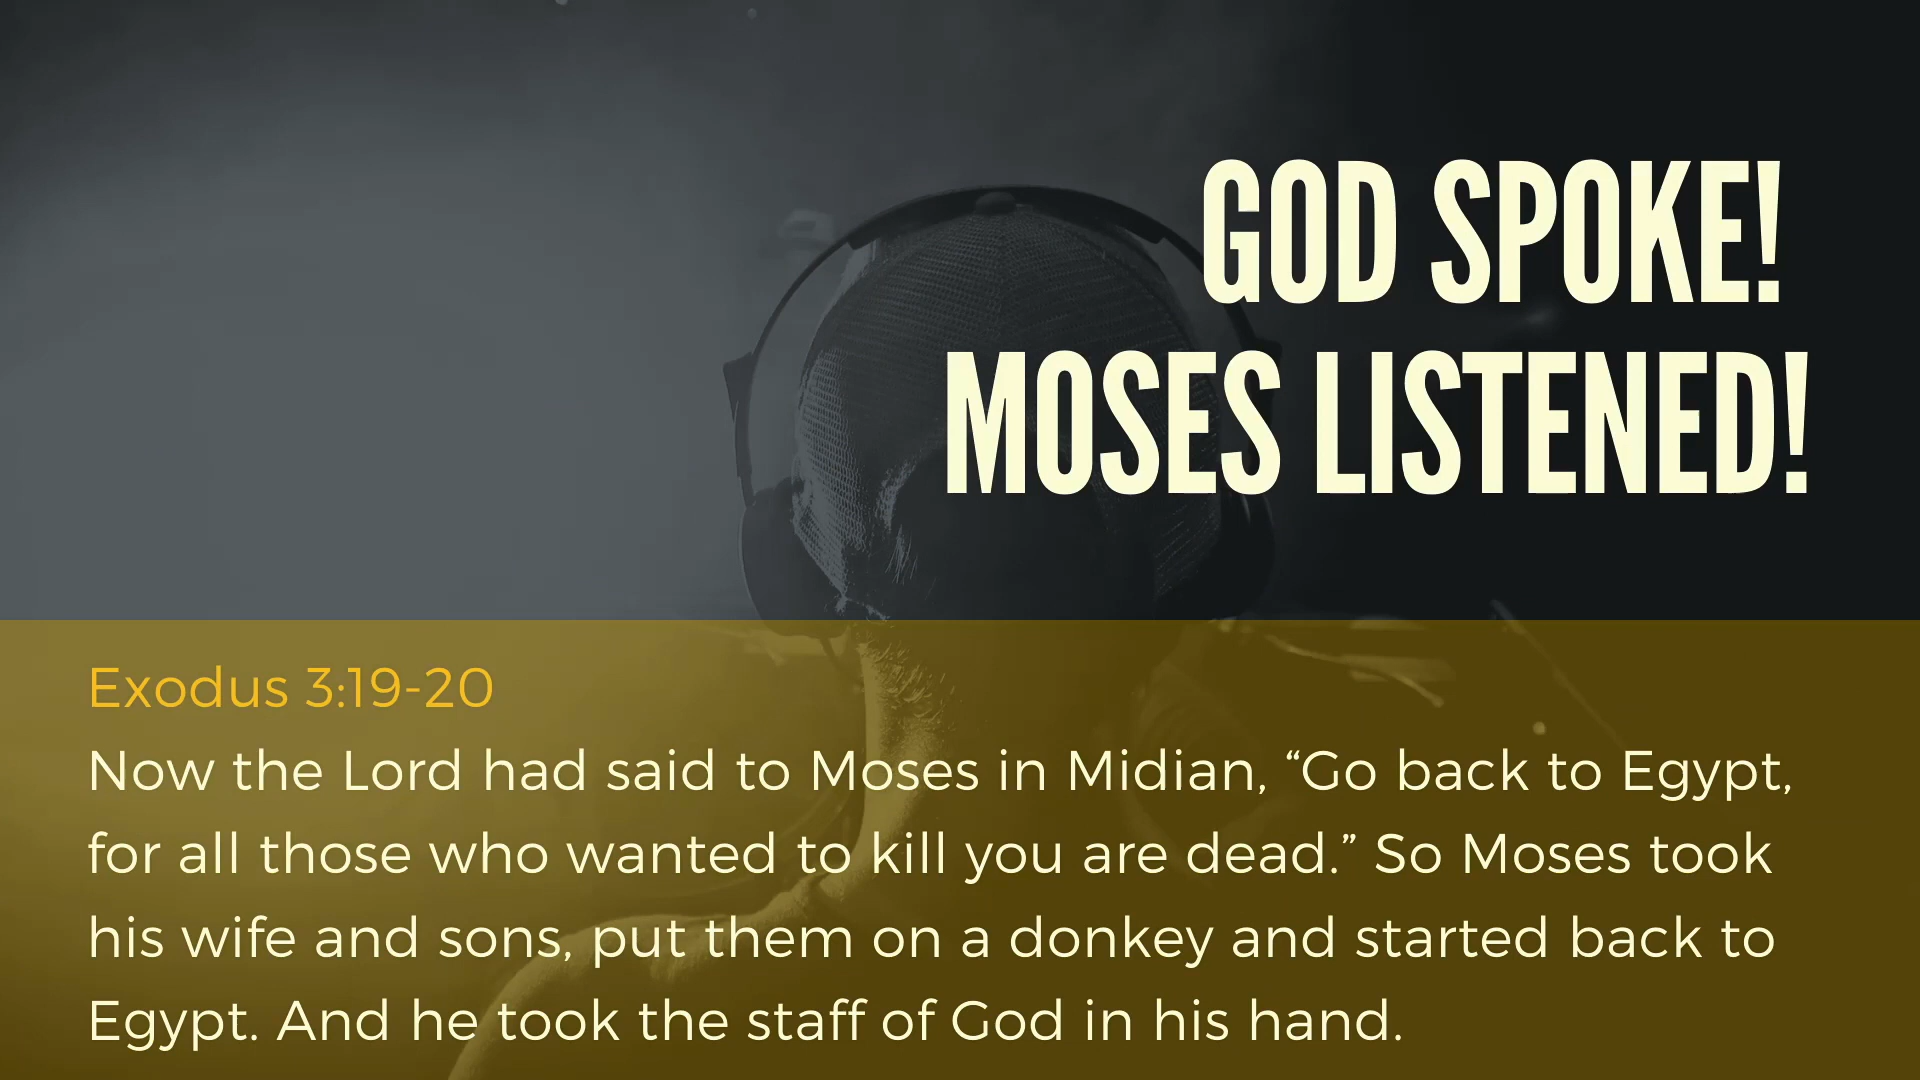 GOD SPOKE!
MOSES LISTENED!
Exodus 3:19-20
Now the Lord had said to Moses in Midian, “Go back to Egypt,
for all those who wanted to kill you are dead.” So Moses took
his wife and sons, put them on a donkey and started back to
Egypt. And he took the staff of God in his hand.